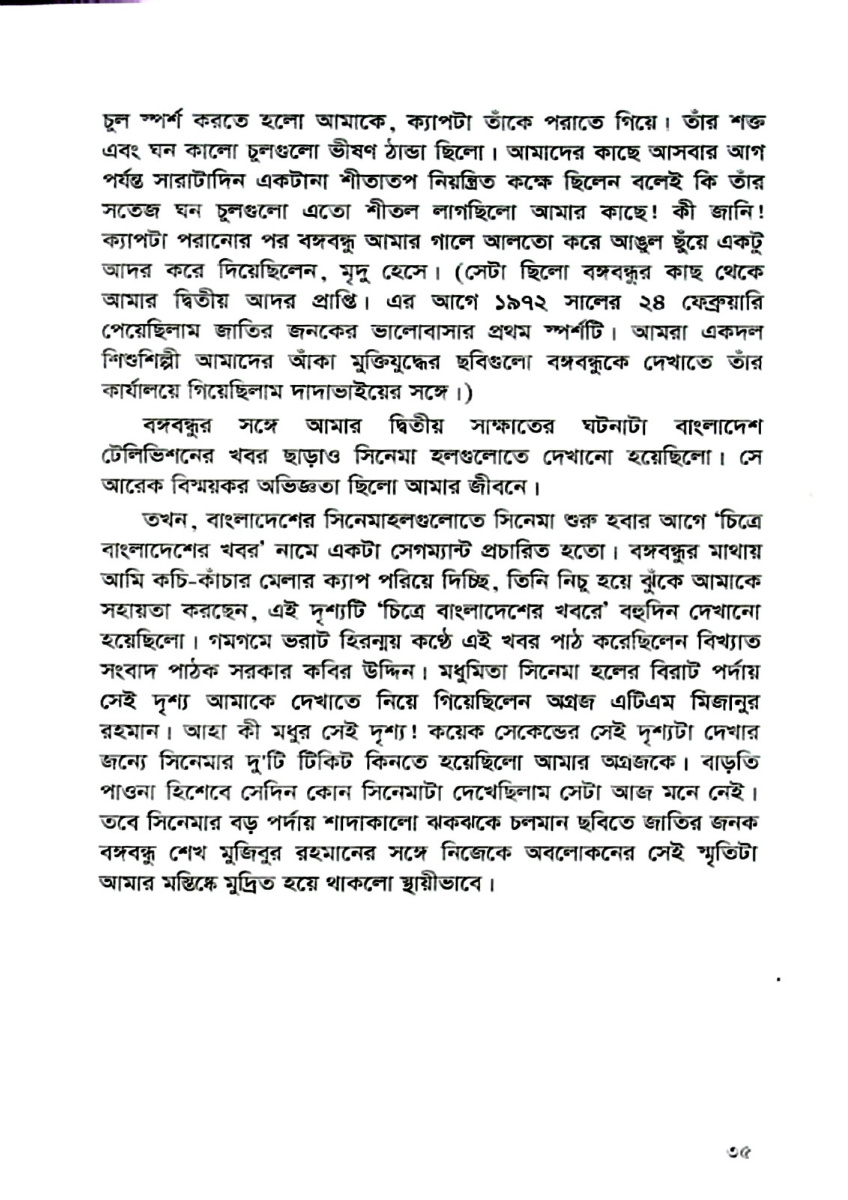 চুল স্পর্শ করতে হলো আমাকে, ক্যাপটা তাঁকে পরাতে গিয়ে। তাঁর শক্ত
এবং ঘন কালো চুলগুলো ভীষণ ঠান্ডা ছিলো। আমাদের কাছে আসবার আগ
পর্যন্ত সারাটাদিন একটানা শীতাতপ নিয়ন্ত্রিত কক্ষে ছিলেন বলেই কি তাঁর
সতেজ ঘন চুলগুলো এতো শীতল লাগছিলো আমার কাছে! কী জানি!
ক্যাপটা পরানোর পর বঙ্গবন্ধু আমার গালে আলতো করে আঙুল ছুঁয়ে একটু
আদর করে দিয়েছিলেন, মৃদু হেসে। (সেটা ছিলো বঙ্গবন্ধুর কাছ থেকে
আমার দ্বিতীয় আদর প্রাপ্তি। এর আগে ১৯৭২ সালের ২৪ ফেব্রুয়ারি
পেয়েছিলাম জাতির জনকের ভালোবাসার প্রথম স্পর্শটি। আমরা একদল
শিশুশিল্পী আমাদের আঁকা মুক্তিযুদ্ধের ছবিগুলো বঙ্গবন্ধুকে দেখাতে তাঁর
কার্যালয়ে গিয়েছিলাম দাদাভাইয়ের সঙ্গে।)
বঙ্গবন্ধুর সঙ্গে আমার দ্বিতীয় সাক্ষাতের ঘটনাটা বাংলাদেশ
টেলিভিশনের খবর ছাড়াও সিনেমা হলগুলোতে দেখানো হয়েছিলো। সে
আরেক বিস্ময়কর অভিজ্ঞতা ছিলো আমার জীবনে।
তখন, বাংলাদেশের সিনেমাহলগুলোতে সিনেমা শুরু হবার আগে ‘চিত্রে
বাংলাদেশের খবর’ নামে একটা সেগম্যান্ট প্রচারিত হতো। বঙ্গবন্ধুর মাথায়
আমি কচি-কাঁচার মেলার ক্যাপ পরিয়ে দিচ্ছি, তিনি নিচু হয়ে ঝুঁকে আমাকে
সহায়তা করছেন, এই দৃশ্যটি ‘চিত্রে বাংলাদেশের খবরে’ বহুদিন দেখানো
হয়েছিলো। গমগমে ভরাট হিরন্ময় কণ্ঠে এই খবর পাঠ করেছিলেন বিখ্যাত
সংবাদ পাঠক সরকার কবির উদ্দিন। মধুমিতা সিনেমা হলের বিরাট পর্দায়
সেই দৃশ্য আমাকে দেখাতে নিয়ে গিয়েছিলেন অগ্রজ এটিএম মিজানুর
রহমান। আহা কী মধুর সেই দৃশ্য! কয়েক সেকেন্ডের সেই দৃশ্যটা দেখার
জন্যে সিনেমার দু'টি টিকিট কিনতে হয়েছিলো আমার অগ্রজকে। বাড়তি
পাওনা হিশেবে সেদিন কোন সিনেমাটা দেখেছিলাম সেটা আজ মনে নেই।
তবে সিনেমার বড় পর্দায় শাদাকালো ঝকঝকে চলমান ছবিতে জাতির জনক
বঙ্গবন্ধু শেখ মুজিবুর রহমানের সঙ্গে নিজেকে অবলোকনের সেই স্মৃতিটা
আমার মস্তিষ্কে মুদ্রিত হয়ে থাকলো স্থায়ীভাবে।
৩৫